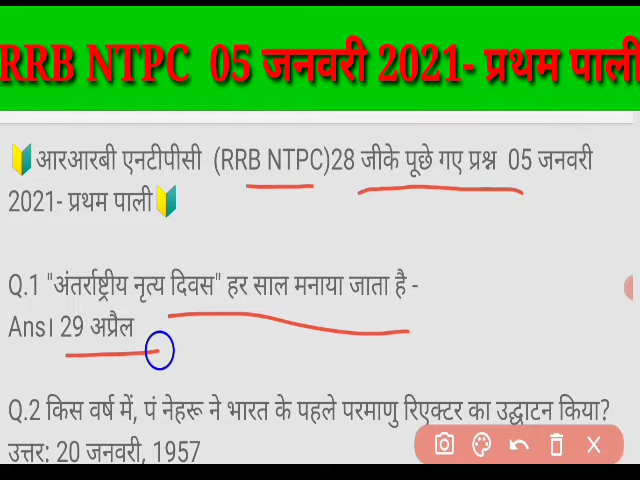 RRB NTPC 05 जनवरी 2021- प्रथम पाली
🔰आरआरबी एनटीपीसी (RRB NTPC)28 जीके पूछे गए प्रश्न 05 जनवरी
2021- प्रथम पाली🔰
Q.1 "अंतर्राष्ट्रीय नृत्य दिवस" हर साल मनाया जाता है -
Ans। 29 अप्रैल
Q.2 किस वर्ष में, पं नेहरू ने भारत के पहले परमाणु रिएक्टर का उद्घाटन किया?
उत्तर: 20 जनवरी, 1957